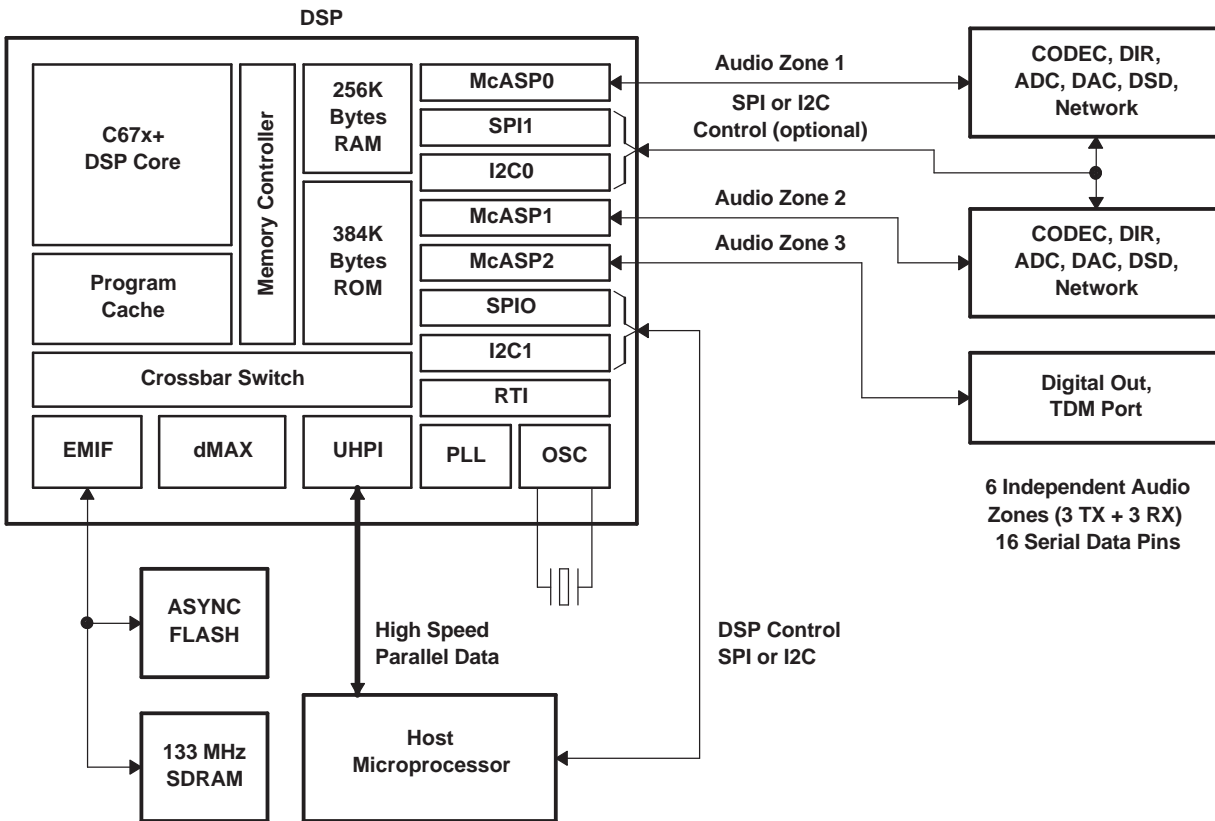 DSP
C67x+
DSP Core
Program
Cache
Memory Controller
256K
Bytes
RAM
384K
Bytes
ROM
McASP0
SPI1
I2C0
McASP1
McASP2
SPIO
I2C1
RTI
Crossbar Switch
EMIF
dMAX
UHPI
PLL
OSC
Audio Zone 1
SPI or I2C
Control (optional)
Audio Zone 2
Audio Zone 3
CODEC, DIR,
ADC, DAC, DSD,
Network
CODEC, DIR,
ADC, DAC, DSD,
Network
Digital Out,
TDM Port
6 Independent Audio
Zones (3 TX + 3 RX)
16 Serial Data Pins
ASYNC
FLASH
133 MHz
SDRAM
High Speed
Parallel Data
Host
Microprocessor
DSP Control
SPI or I2C